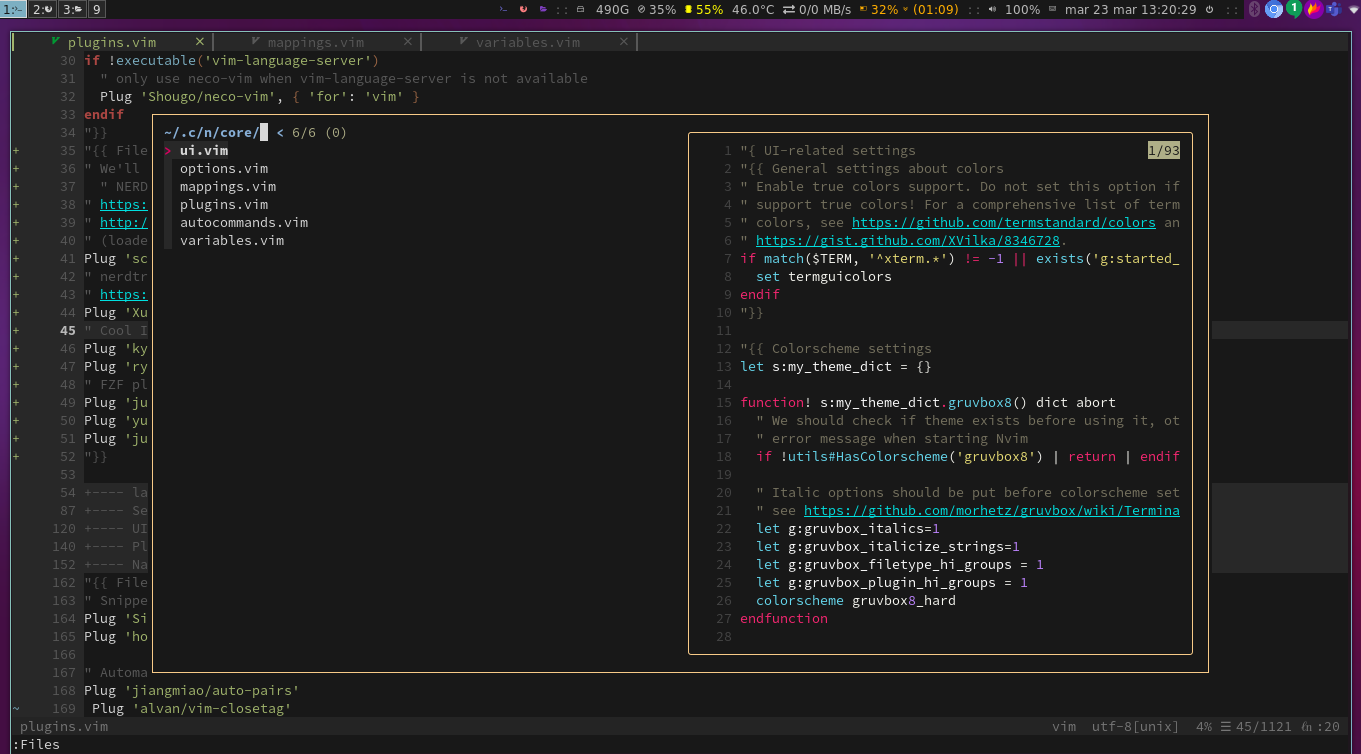 1: 2: 3: 9 490G 35% 55% 46.0°C 0/0 MB/s 32% (01:09) :: 100% mar 23 mar 13:20:29 :: 1
plugins.vim × mappings.vim × variables.vim ×
30 if !executable('vim-language-server')
31 " only use neco-vim when vim-language-server is not available
32 Plug 'Shougo/neco-vim', { 'for': 'vim' }
33 endif
34 "}}
+ 35 "{{ File
+ 36 " We'll
+ 37 " NERD
+ 38 " https:
+ 39 " http:/
+ 40 " (loade
+ 41 Plug 'sc
+ 42 " nerdtr
+ 43 " https:
+ 44 Plug 'Xu
+ 45 " Cool I
+ 46 Plug 'ky
+ 47 Plug 'ry
+ 48 " FZF pl
+ 49 Plug 'ju
+ 50 Plug 'yu
+ 51 Plug 'ju
+ 52 "}}
53
54 +---- la
87 +---- Se
120 +---- UI
140 +---- Pl
152 +---- Na
162 "{{ File
163 " Snippe
164 Plug 'Si
165 Plug 'ho
166
167 " Automa
168 Plug 'jiangmiao/auto-pairs'
~ 169 Plug 'alvan/vim-closetag'
~/.c/n/core/ < 6/6 (0)
> ui.vim
options.vim
mappings.vim
plugins.vim
autocommands.vim
variables.vim
1 "{ UI-related settings 1/93
2 "{{ General settings about colors
3 " Enable true colors support. Do not set this option if
4 " support true colors! For a comprehensive list of term
5 " colors, see https://github.com/termstandard/colors an
6 " https://gist.github.com/XVilka/8346728.
7 if match($TERM, '^xterm.*') != -1 || exists('g:started_
8 set termguicolors
9 endif
10 "}}
11
12 "{{ Colorscheme settings
13 let s:my_theme_dict = {}
14
15 function! s:my_theme_dict.gruvbox8() dict abort
16 " We should check if theme exists before using it, ot
17 " error message when starting Nvim
18 if !utils#HasColorscheme('gruvbox8') | return | endif
19
20 " Italic options should be put before colorscheme set
21 " see https://github.com/morhetz/gruvbox/wiki/Termina
22 let g:gruvbox_italics=1
23 let g:gruvbox_italicize_strings=1
24 let g:gruvbox_filetype_hi_groups = 1
25 let g:gruvbox_plugin_hi_groups = 1
26 colorscheme gruvbox8_hard
27 endfunction
28
plugins.vim vim utf-8[unix] 4% ☰ 45/1121 :20
:Files